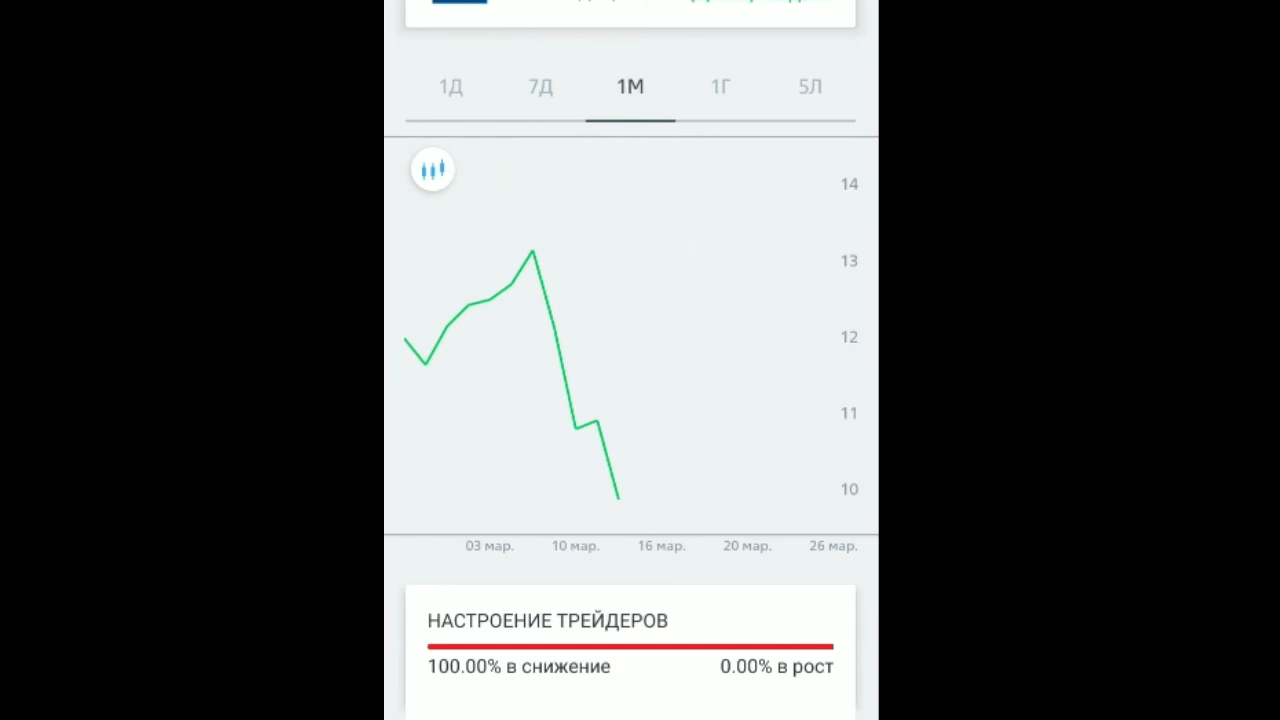 1Д 7Д 1М 1Г 5Л
14
13
12
11
10
03 мар. 10 мар. 16 мар. 20 мар. 26 мар.
НАСТРОЕНИЕ ТРЕЙДЕРОВ
100.00% в снижение 0.00% в рост